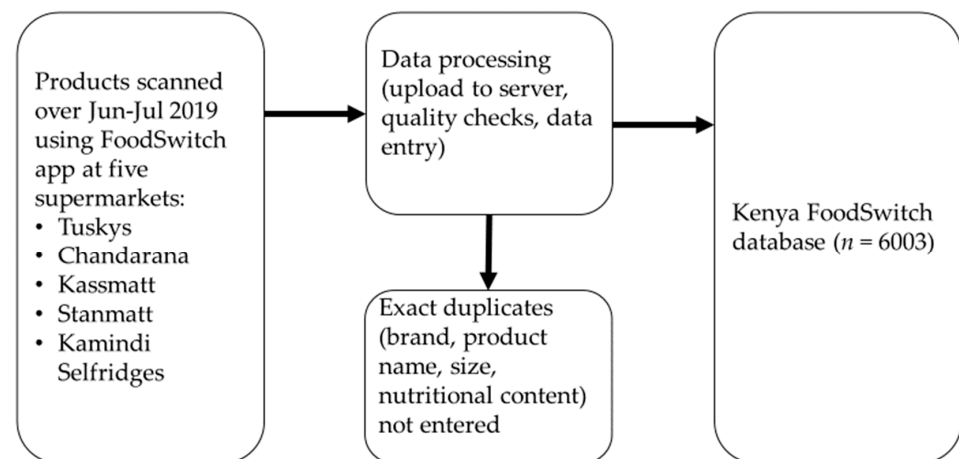 Products scanned
over Jun-Jul 2019
using FoodSwitch
app at five
supermarkets:
• Tuskys
• Chandarana
• Kassmatt
• Stanmatt
• Kamindi
Selfridges
Data processing
(upload to server,
quality checks, data
entry)
Exact duplicates
(brand, product
name, size,
nutritional content)
not entered
Kenya FoodSwitch
database (n = 6003)